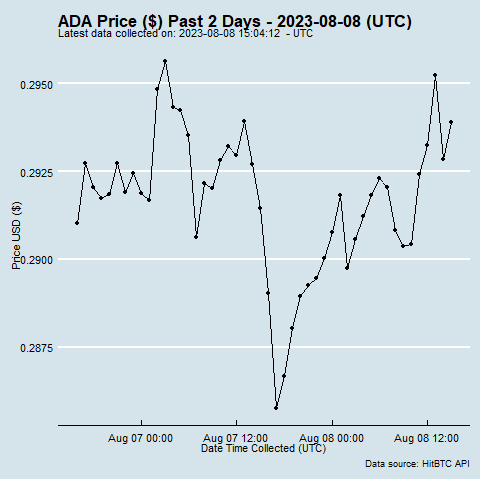 ADA Price ($) Past 2 Days - 2023-08-08 (UTC)
Latest data collected on: 2023-08-08 15:04:12 - UTC
0.2950
0.2925
0.2900
0.2875
Price USD ($)
Aug 07 00:00 Aug 07 12:00 Aug 08 00:00 Aug 08 12:00
Date Time Collected (UTC)
Data source: HitBTC API